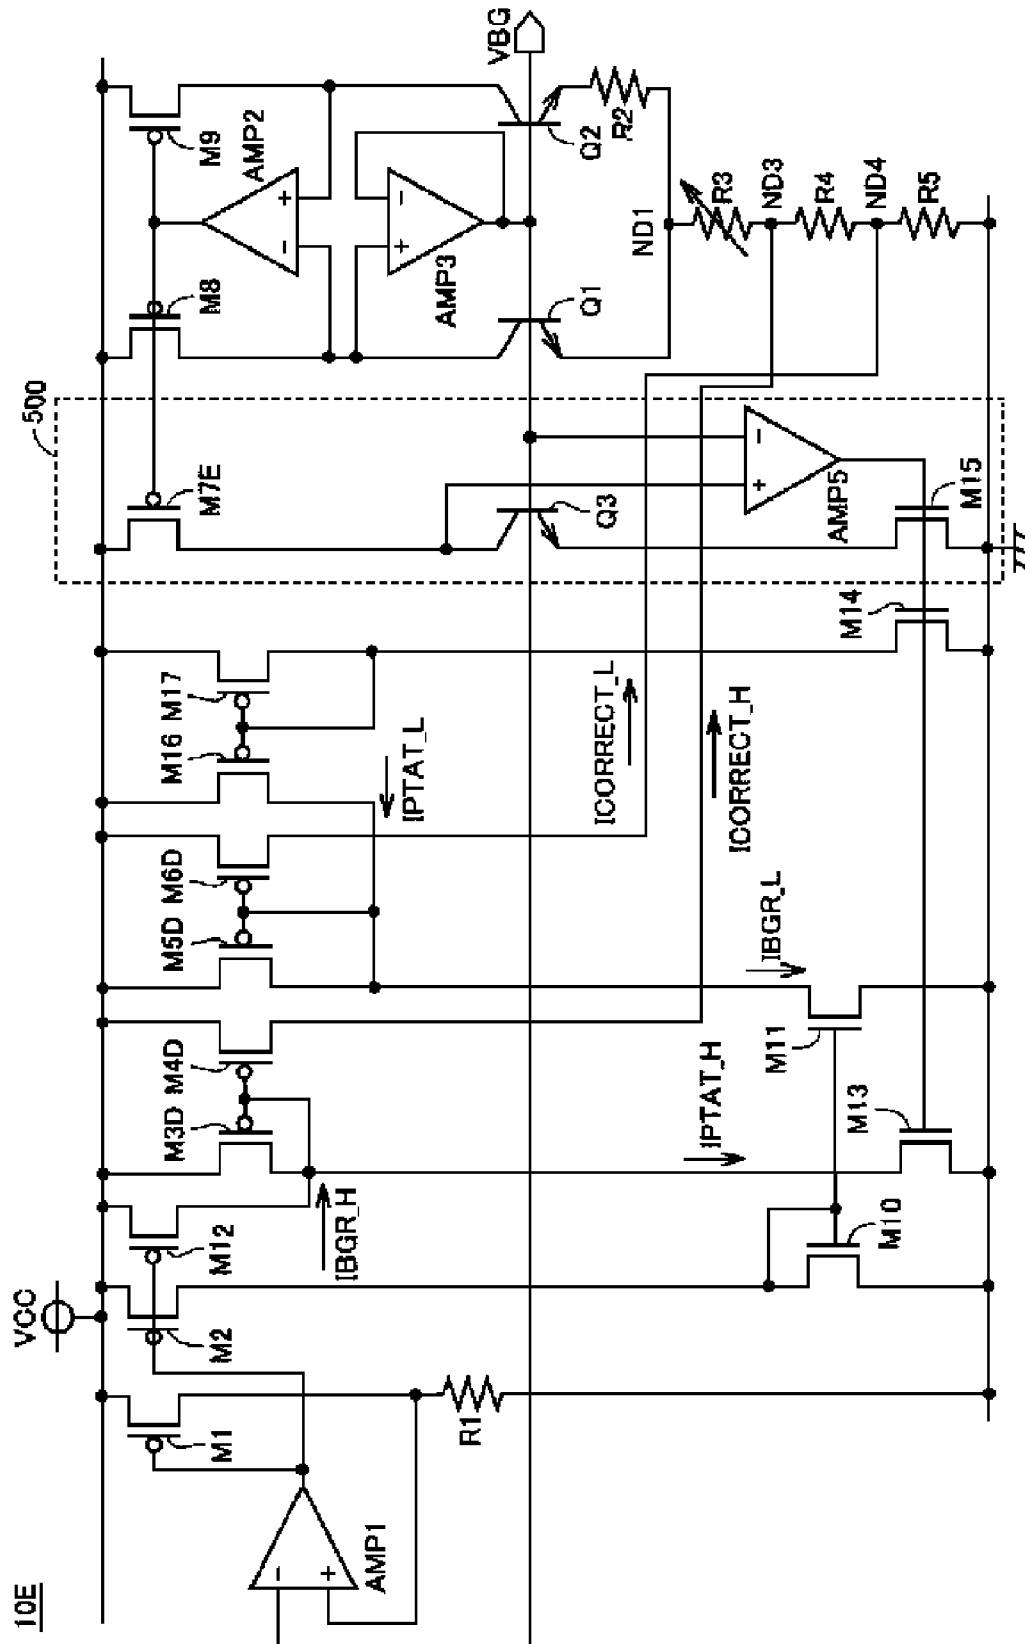 10E
VCC
500
M1
M2
M12
M3D
M4D
M5D
M6D
M16
M17
M7E
M8
M9
AMP2
+
-
AMP3
-
+
VBG
AMP1
-
+
R1
IBGR_H
IPTAT_L
ICORRECT_L
ICORRECT_H
IPTAT_H
IBGR_L
M10
M11
M13
M14
M15
AMP5
+
-
Q3
Q1
Q2
R2
ND1
R3
ND3
R4
ND4
R5